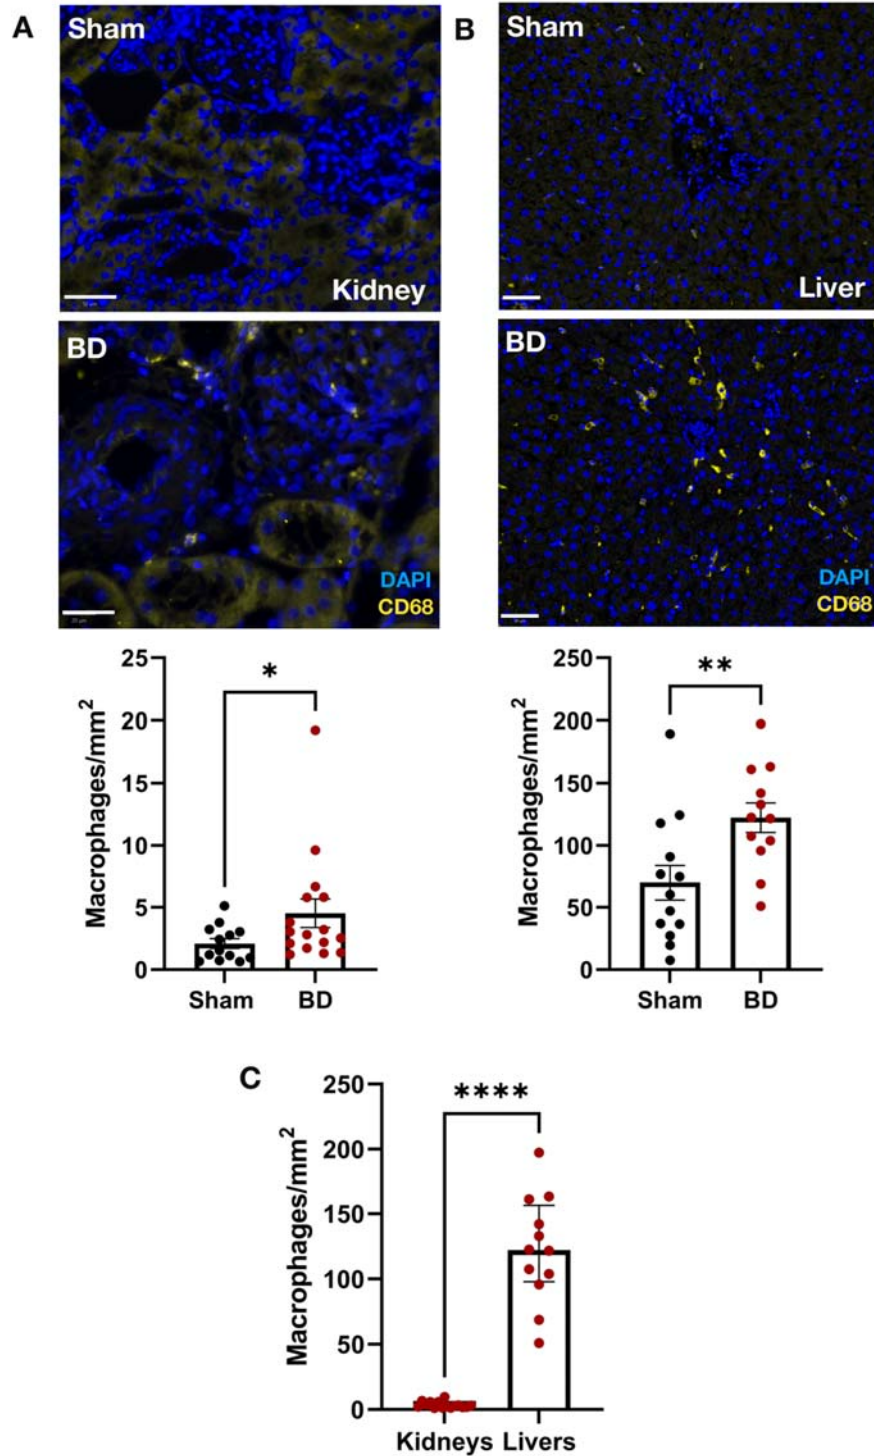 A
Sham
Kidney
BD
DAPI
CD68
B
Sham
Liver
BD
DAPI
CD68
Macrophages/mm²
25
20
15
10
5
0
*
Sham BD
Macrophages/mm²
250
200
150
100
50
0
**
Sham BD
C
Macrophages/mm²
250
200
150
100
50
0
****
Kidneys Livers